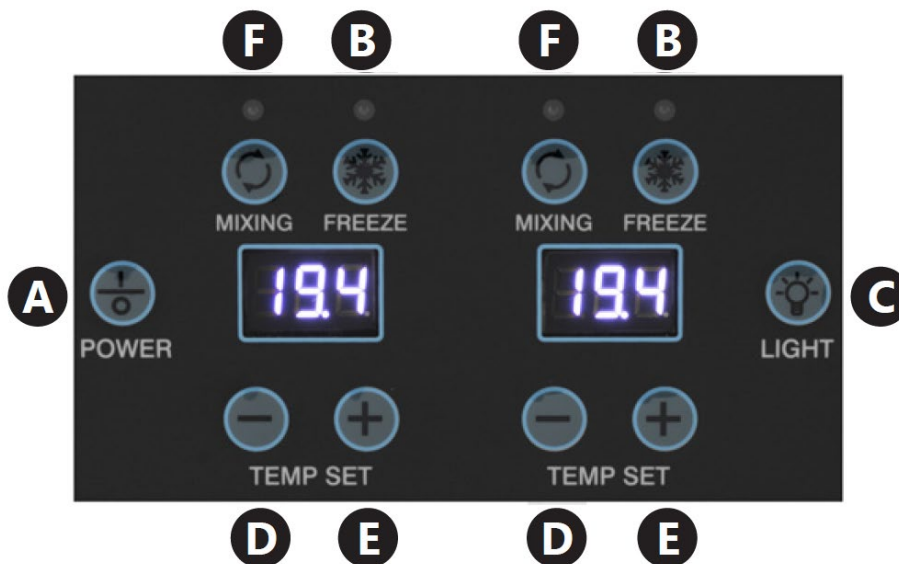 F B F B
MIXING FREEZE MIXING FREEZE
19.4 19.4
A C
POWER LIGHT
TEMP SET TEMP SET
D E D E